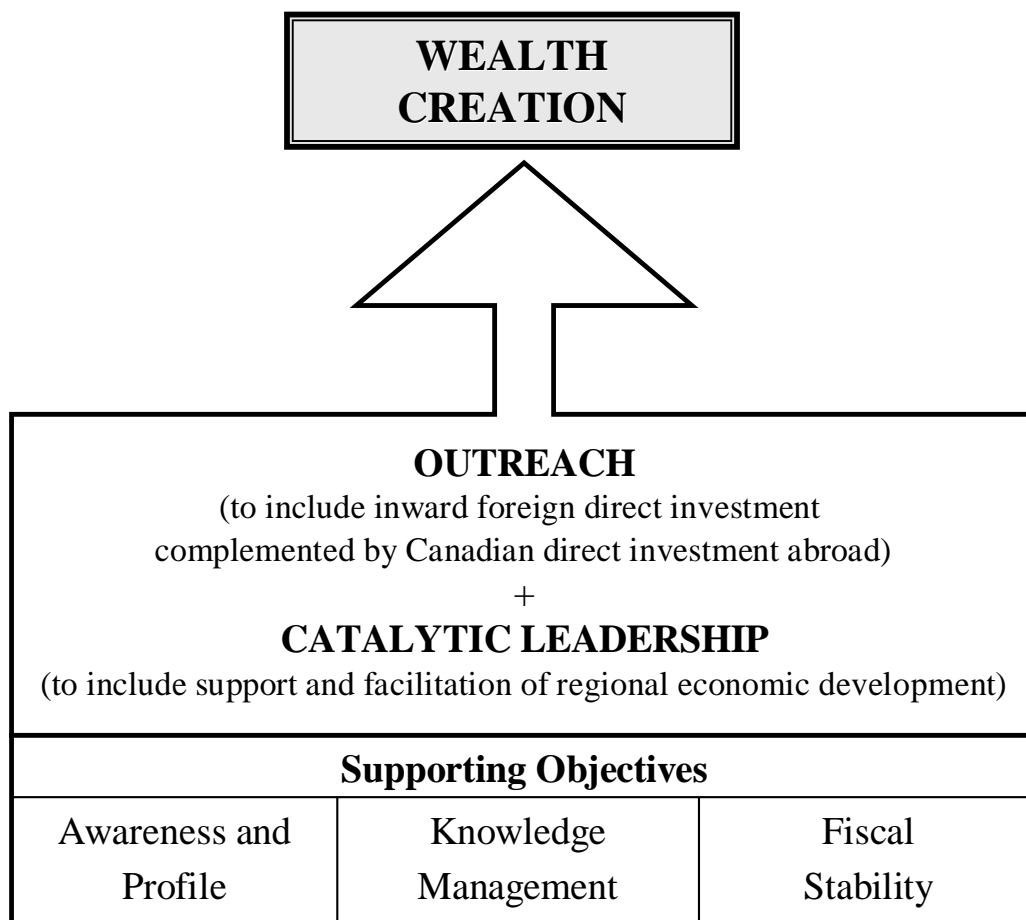 WEALTH
CREATION
OUTREACH
(to include inward foreign direct investment
complemented by Canadian direct investment abroad)
+
CATALYTIC LEADERSHIP
(to include support and facilitation of regional economic development)
Supporting Objectives
Awareness and
Profile
Knowledge
Management
Fiscal
Stability